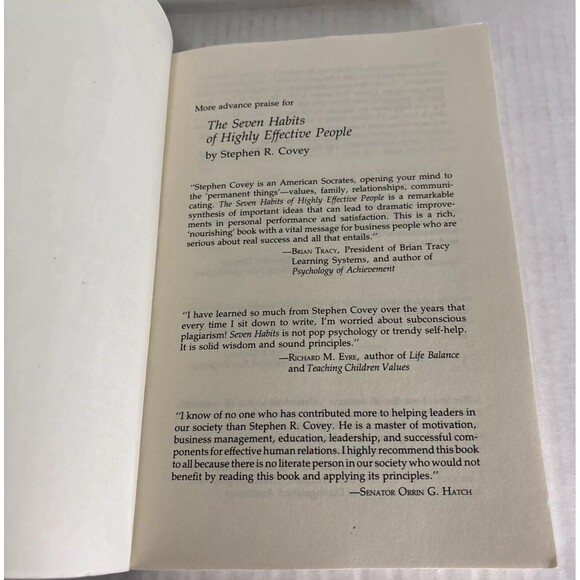 More advance praise for
The Seven Habits
of Highly Effective People
by Stephen R. Covey
"Stephen Covey is an American Socrates, opening your mind to
the 'permanent things'—values, family, relationships, communi-
cating. The Seven Habits of Highly Effective People is a remarkable
synthesis of important ideas that can lead to dramatic improve-
ments in personal performance and satisfaction. This is a rich,
'nourishing' book with a vital message for business people who are
serious about real success and all that entails."
—Brian Tracy, President of Brian Tracy
Learning Systems, and author of
Psychology of Achievement
"I have learned so much from Stephen Covey over the years that
every time I sit down to write, I'm worried about subconscious
plagiarism! Seven Habits is not pop psychology or trendy self-help.
It is solid wisdom and sound principles."
—Richard M. Eyre, author of Life Balance
and Teaching Children Values
"I know of no one who has contributed more to helping leaders in
our society than Stephen R. Covey. He is a master of motivation,
business management, education, leadership, and successful com-
ponents for effective human relations. I highly recommend this book
to all because there is no literate person in our society who would not
benefit by reading this book and applying its principles."
—Senator Orrin G. Hatch